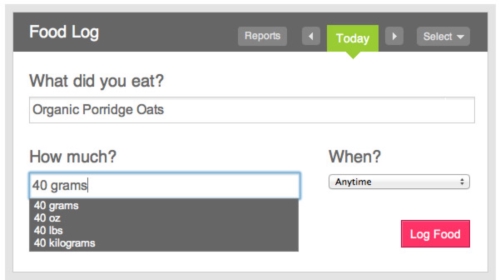 Food Log Reports Today Select
What did you eat?
Organic Porridge Oats
How much? When?
40 grams Anytime
40 grams
40 oz
40 lbs
40 kilograms
Log Food